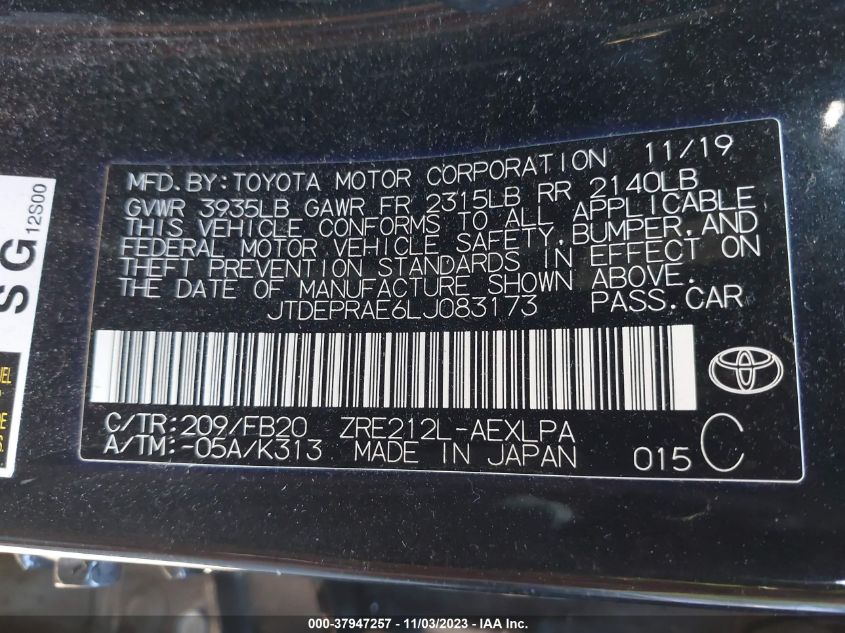 MFD.BY:TOYOTA MOTOR CORPORATION 11/19
GVWR 3935LB GAWR FR 2315LB RR 2140LB
THIS VEHICLE CONFORMS TO ALL APPLICABLE
FEDERAL MOTOR VEHICLE SAFETY,BUMPER,AND
THEFT PREVENTION STANDARDS IN EFFECT ON
THE DATE OF MANUFACTURE SHOWN ABOVE.
JTDEPRAE6LJ083173 PASS.CAR
C/TR:209/FB20 ZRE212L-AEXLPA
A/TM:-05A/K313 MADE IN JAPAN 015 C
SG
12S00
000-37947257 - 11/03/2023 - IAA Inc.